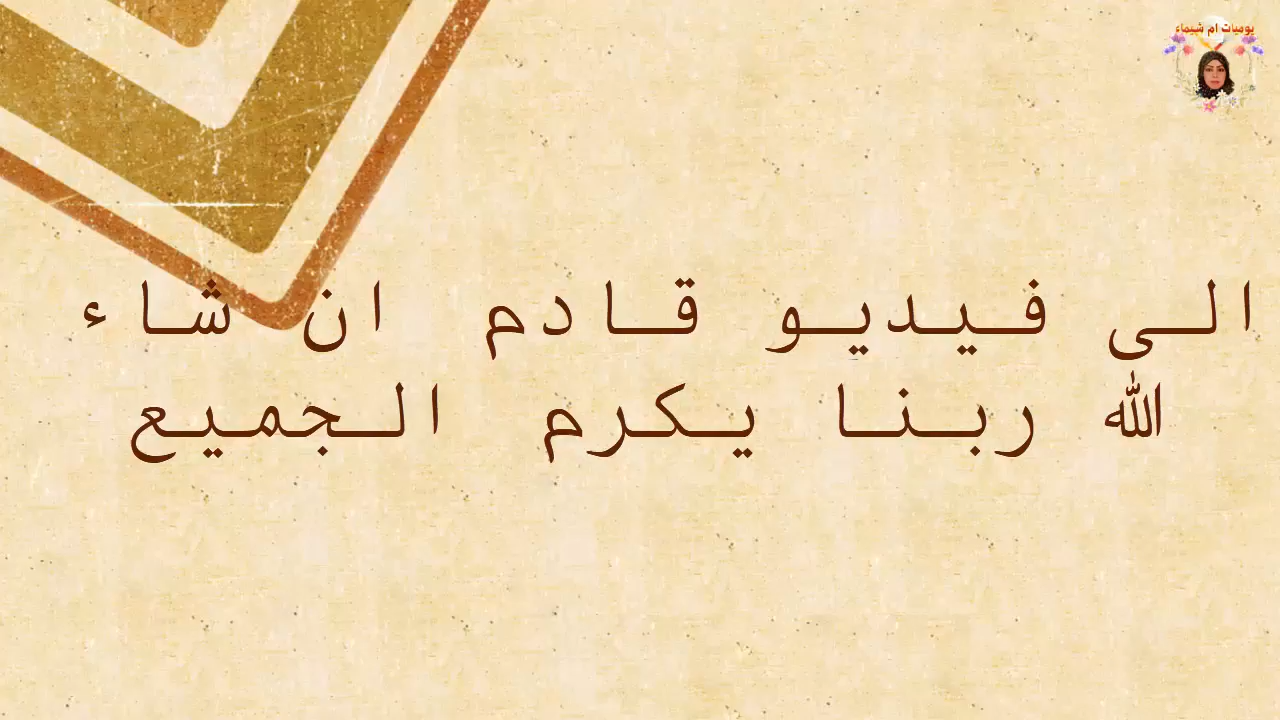 يوميات ام شيماء
الى فيديو قادم ان شاء
الله ربنا يكرم الجميع